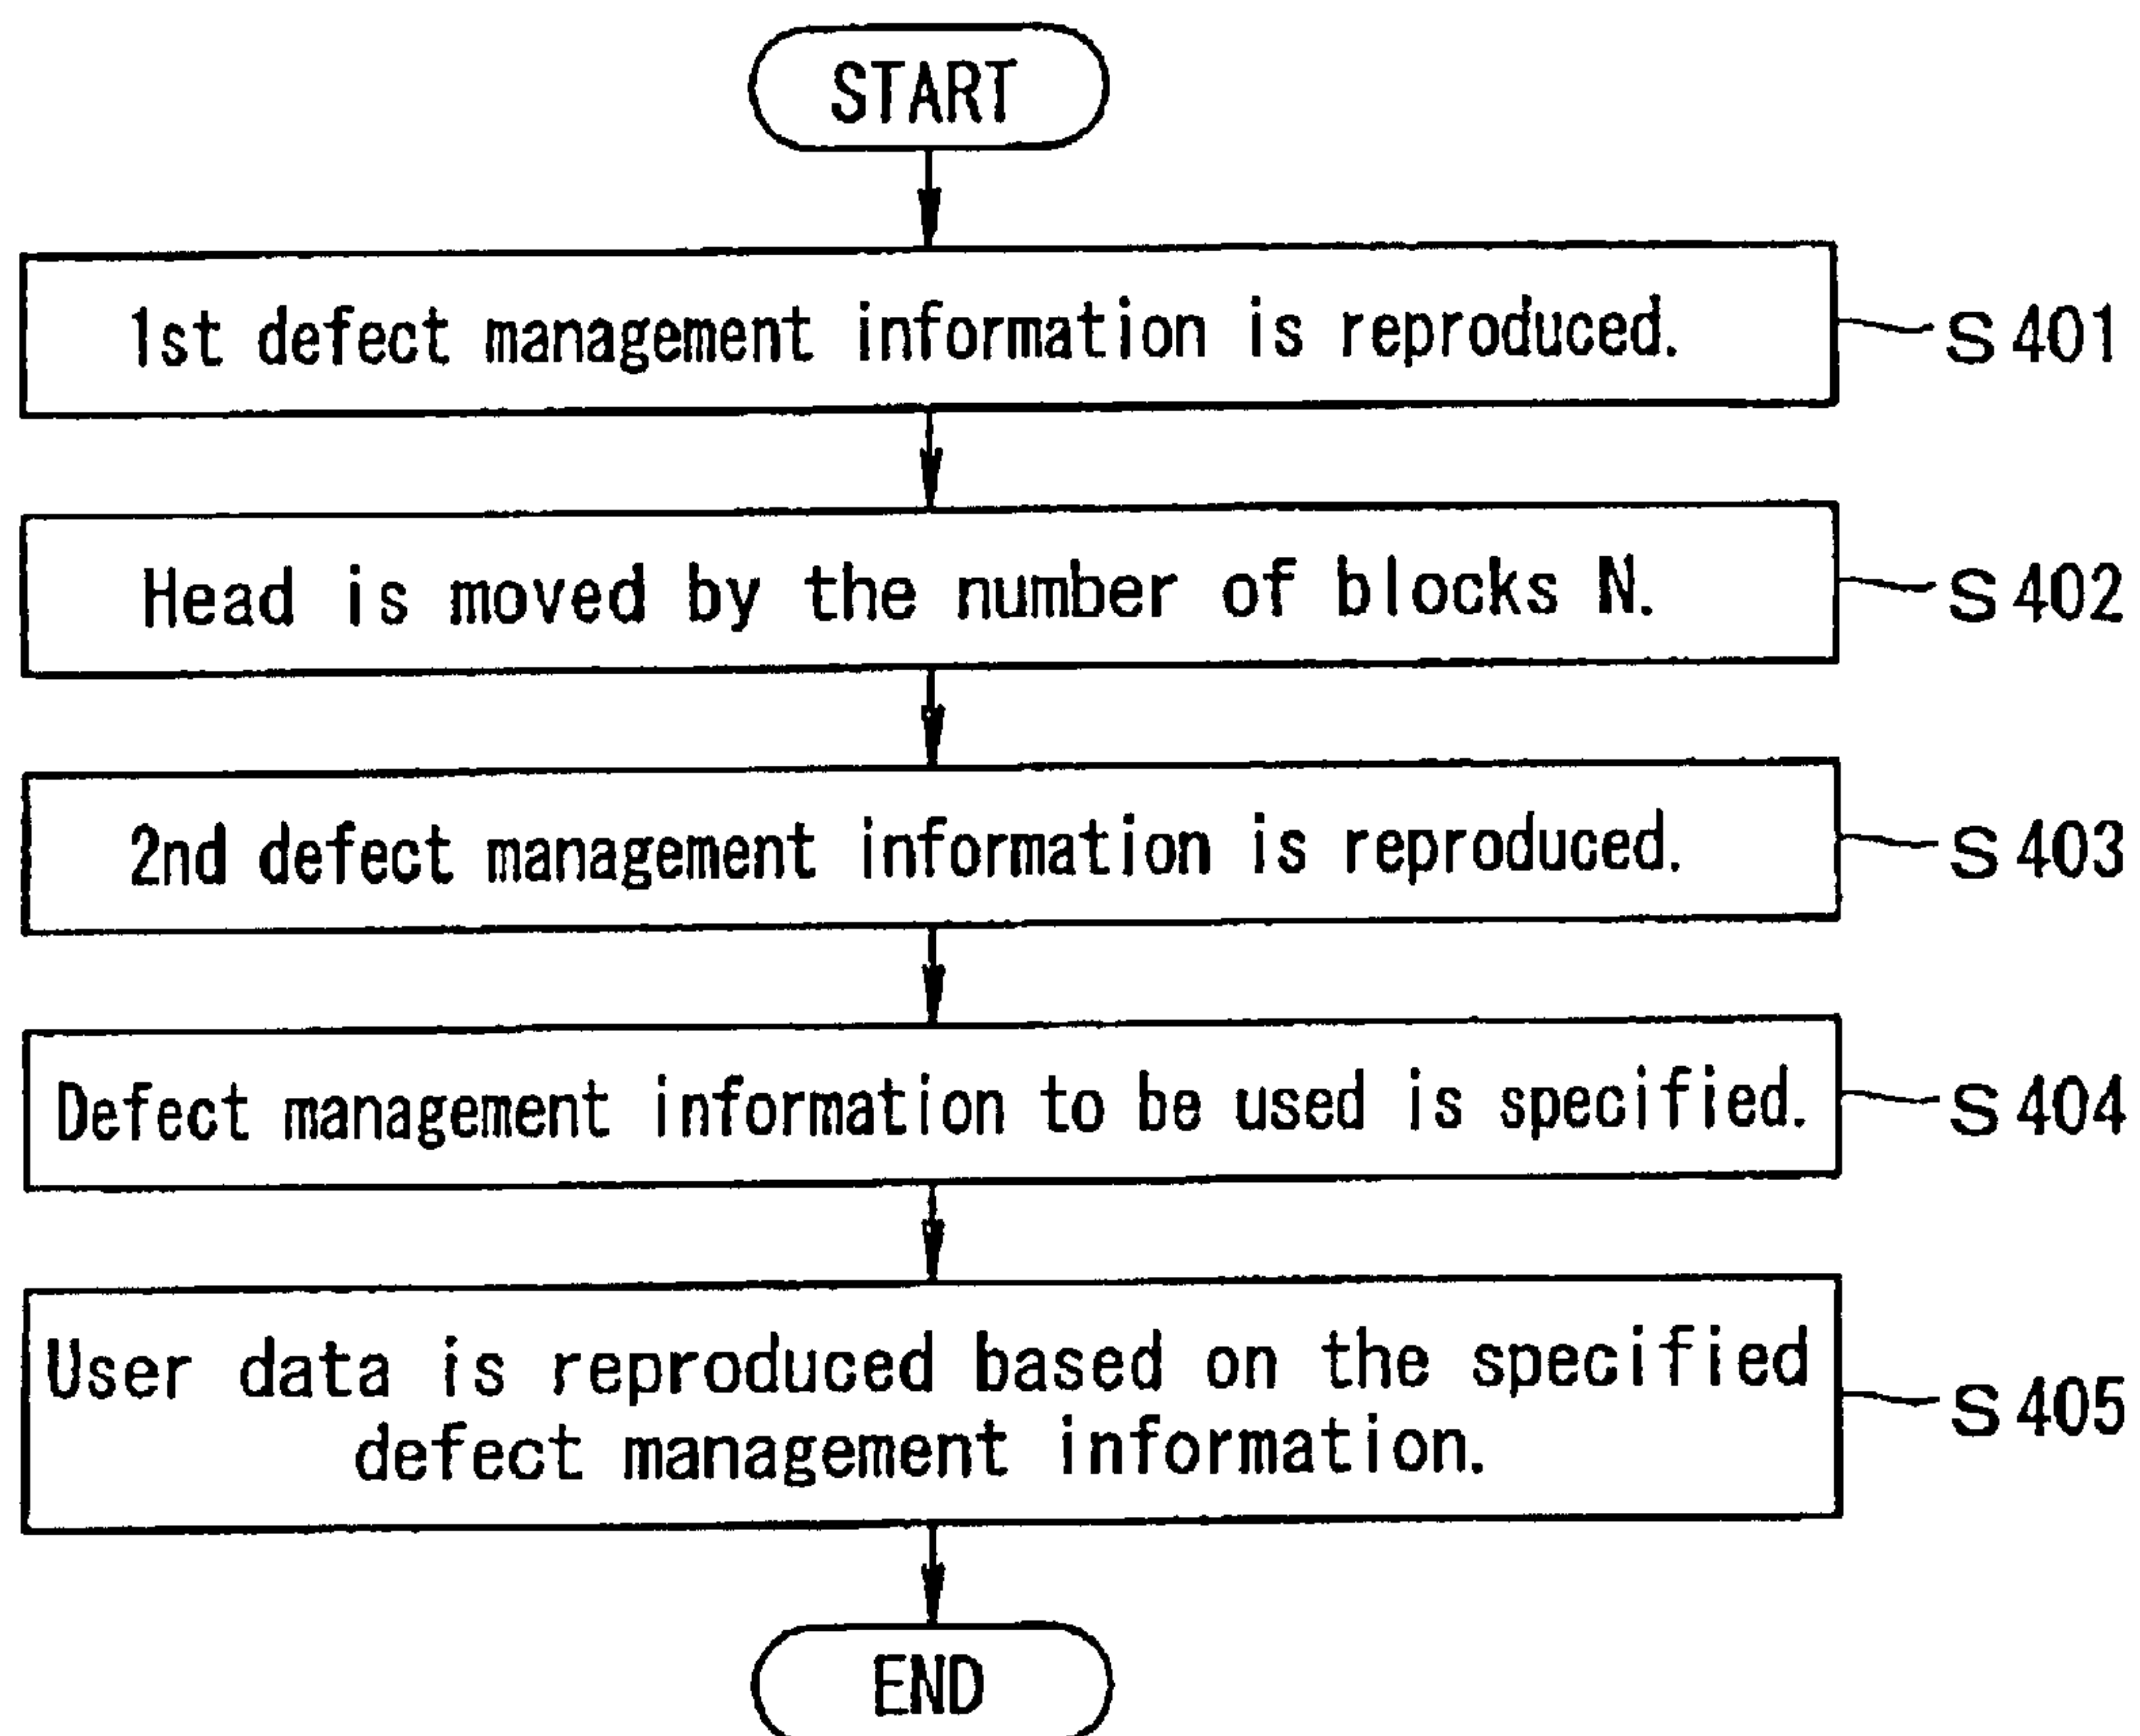 START
1st defect management information is reproduced.
S401
Head is moved by the number of blocks N.
S402
2nd defect management information is reproduced.
S403
Defect management information to be used is specified.
S404
User data is reproduced based on the specified
defect management information.
S405
END